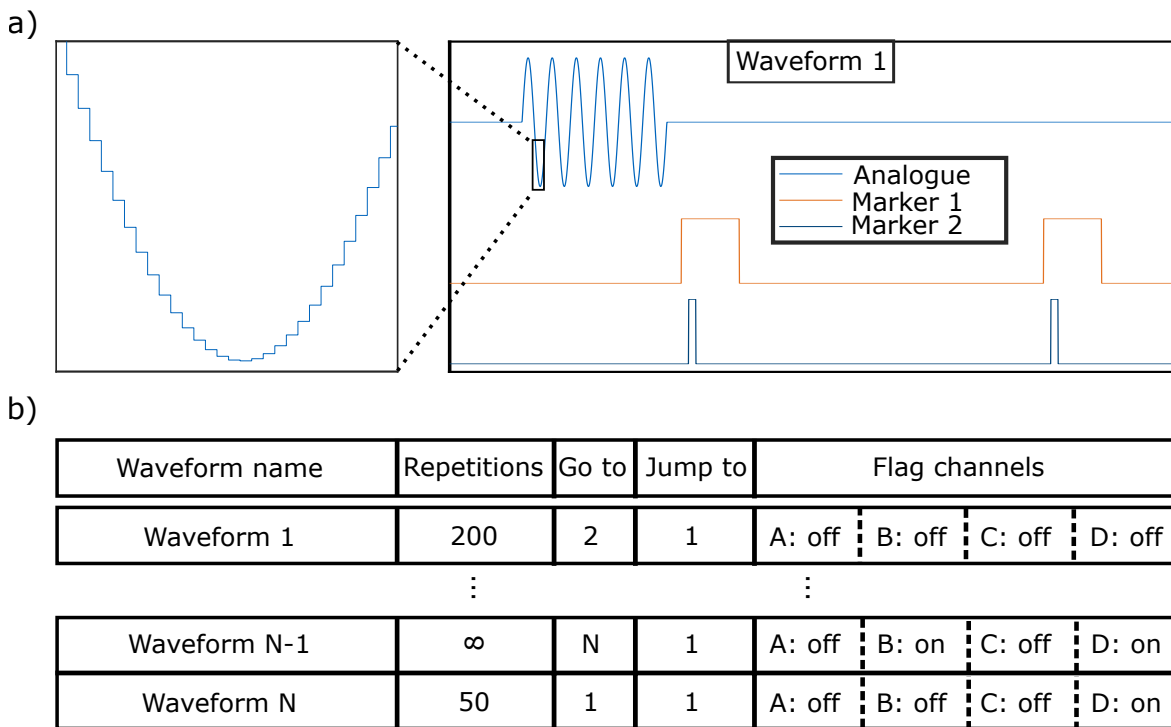 a)
Waveform 1
Analogue
Marker 1
Marker 2
b)
Waveform name Repetitions Go to Jump to Flag channels
Waveform 1 200 2 1 A: off B: off C: off D: off
⋮ ⋮
Waveform N-1 ∞ N 1 A: off B: on C: off D: on
Waveform N 50 1 1 A: off B: off C: off D: on